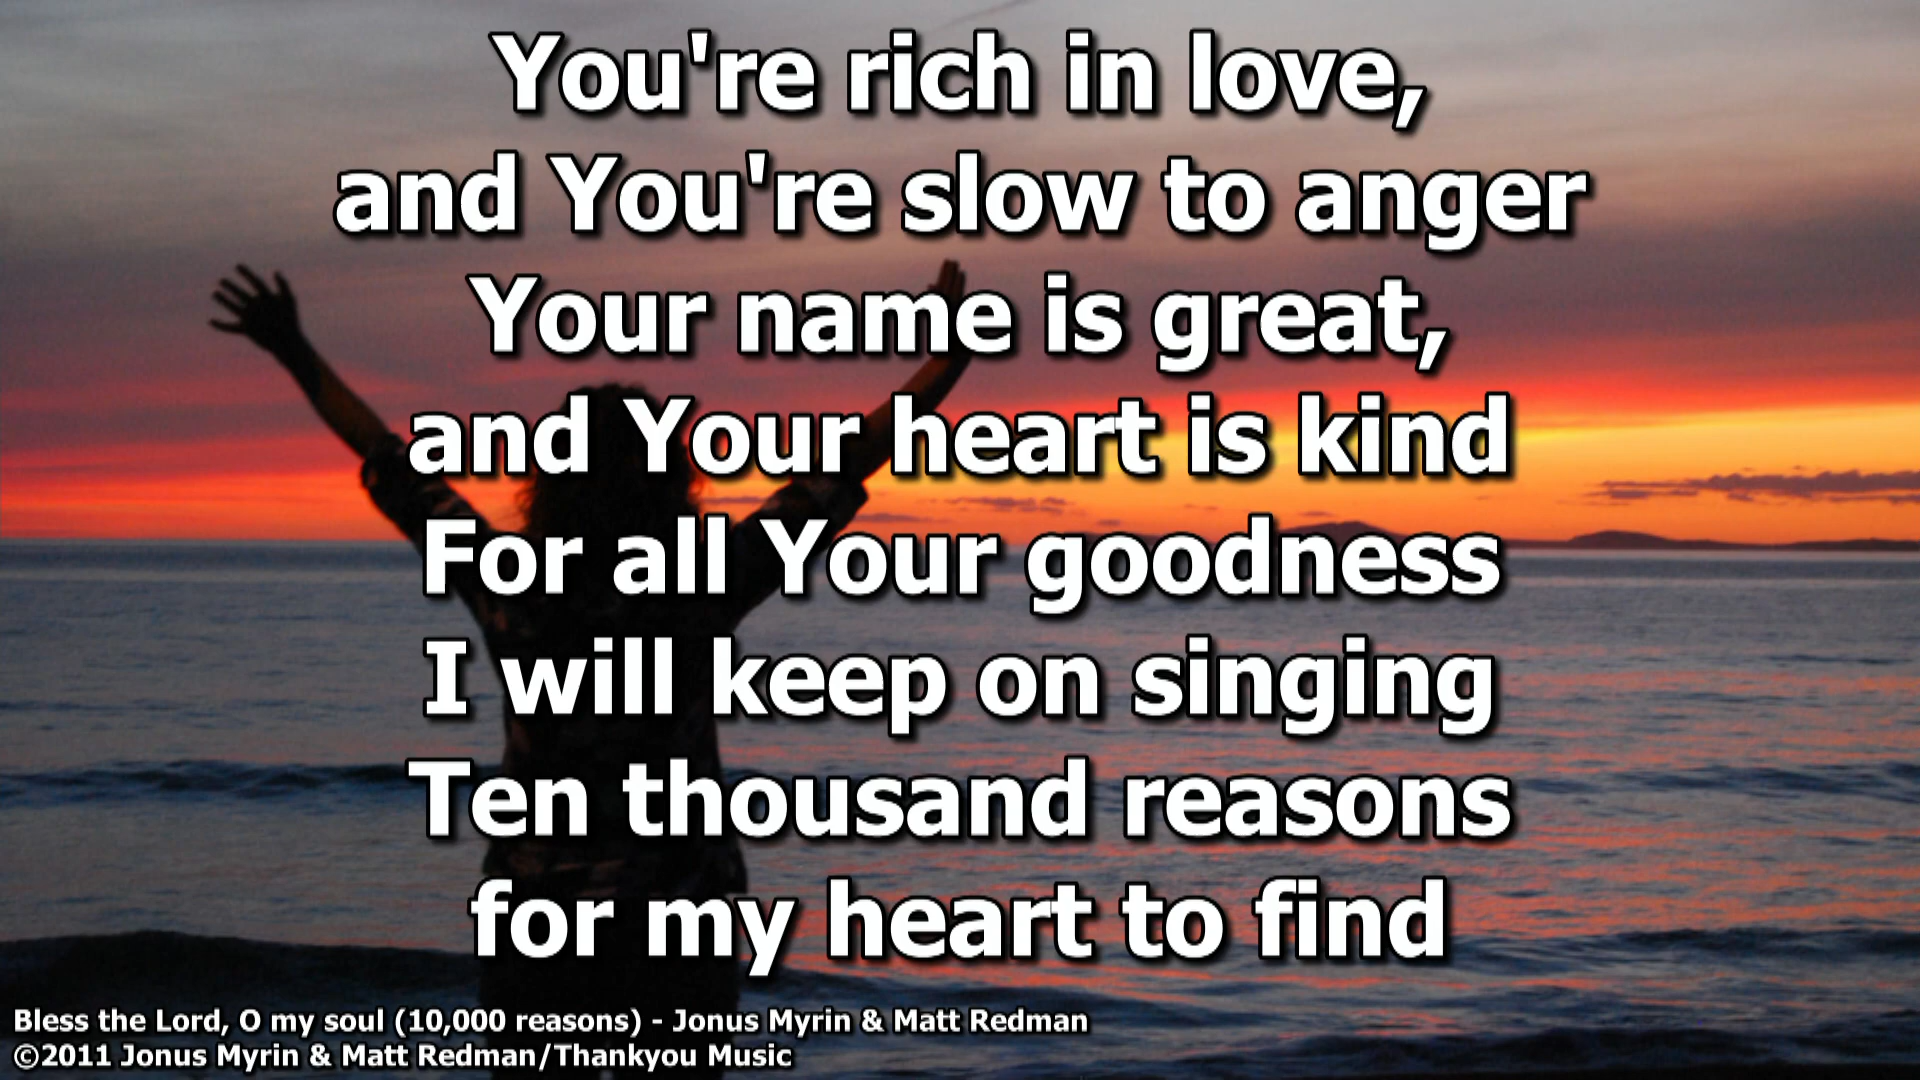 You're rich in love,
and You're slow to anger
Your name is great,
and Your heart is kind
For all Your goodness
I will keep on singing
Ten thousand reasons
for my heart to find
Bless the Lord, O my soul (10,000 reasons) - Jonus Myrin & Matt Redman
©2011 Jonus Myrin & Matt Redman/Thankyou Music